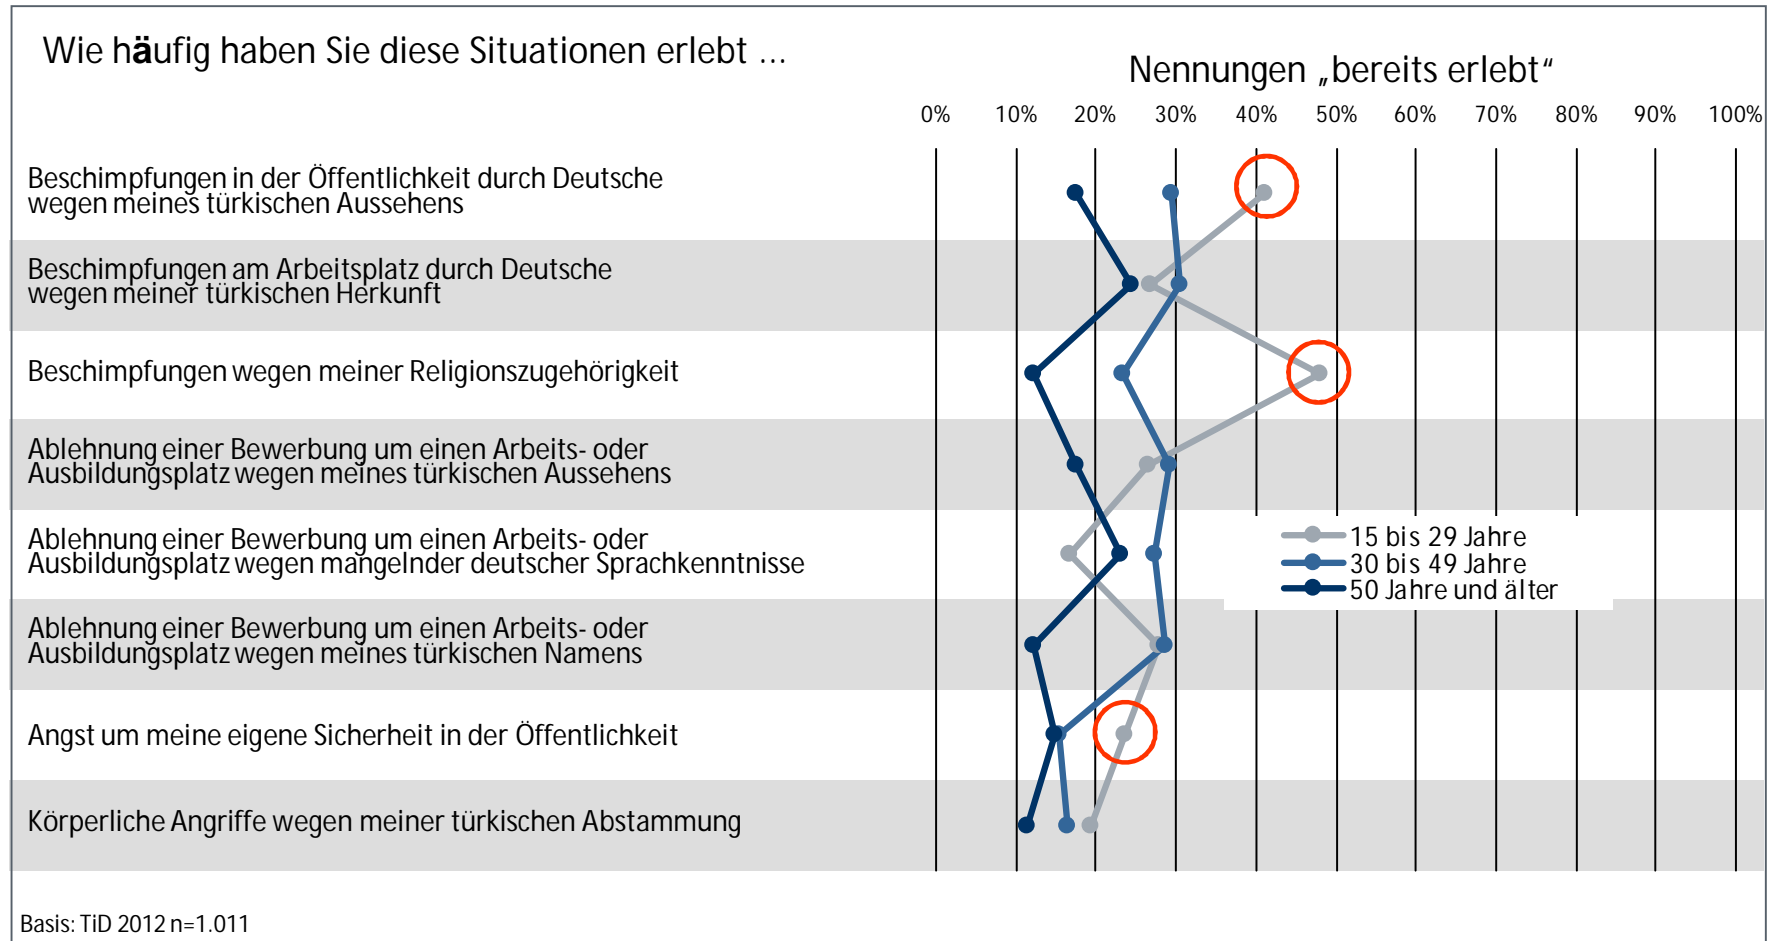 Wie häufig haben Sie diese Situationen erlebt ...
Nennungen „bereits erlebt“
0% 10% 20% 30% 40% 50% 60% 70% 80% 90% 100%
Beschimpfungen in der Öffentlichkeit durch Deutsche
wegen meines türkischen Aussehens
Beschimpfungen am Arbeitsplatz durch Deutsche
wegen meiner türkischen Herkunft
Beschimpfungen wegen meiner Religionszugehörigkeit
Ablehnung einer Bewerbung um einen Arbeits- oder
Ausbildungsplatz wegen meines türkischen Aussehens
Ablehnung einer Bewerbung um einen Arbeits- oder
Ausbildungsplatz wegen mangelnder deutscher Sprachkenntnisse
15 bis 29 Jahre
30 bis 49 Jahre
50 Jahre und älter
Ablehnung einer Bewerbung um einen Arbeits- oder
Ausbildungsplatz wegen meines türkischen Namens
Angst um meine eigene Sicherheit in der Öffentlichkeit
Körperliche Angriffe wegen meiner türkischen Abstammung
Basis: TiD 2012 n=1.011